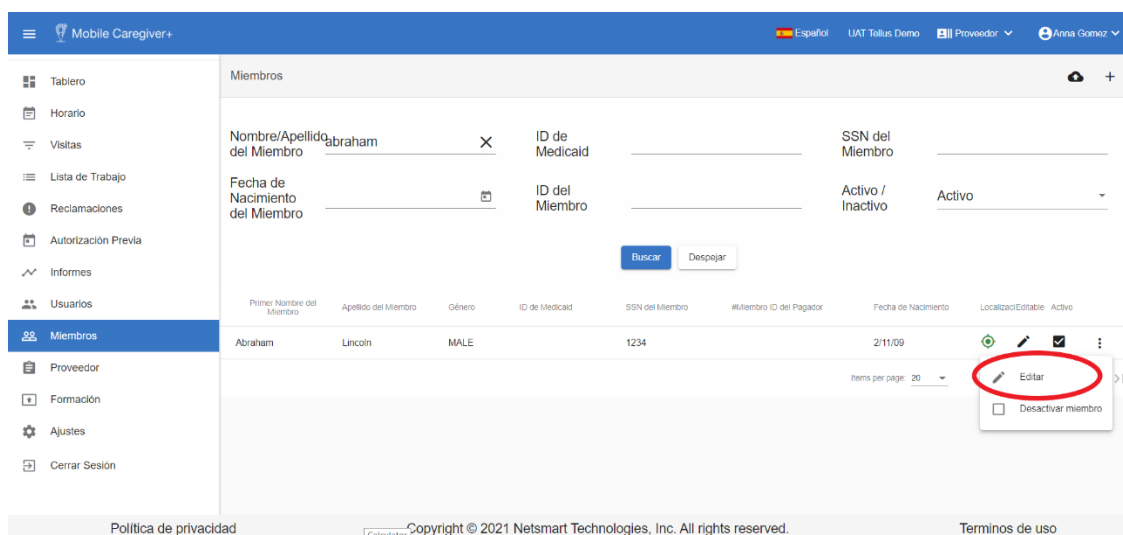 Mobile Caregiver+
Español
UAT Tellus Demo
Proveedor
Anna Gomez
Tablero
Horario
Visitas
Lista de Trabajo
Reclamaciones
Autorización Previa
Informes
Usuarios
Miembros
Proveedor
Formación
Ajustes
Cerrar Sesión
Miembros
Nombre/Apellido
del Miembro
abraham
ID de
Medicaid
SSN del
Miembro
Fecha de
Nacimiento
del Miembro
ID del
Miembro
Activo /
Inactivo
Activo
Buscar
Despejar
Primer Nombre del
Miembro
Apellido del Miembro
Género
ID de Medicaid
SSN del Miembro
#Miembro ID del Pagador
Fecha de Nacimiento
Localizaci
Editable
Activo
Abraham
Lincoln
MALE
1234
2/11/09
Items per page: 20
Editar
Desactivar miembro
Política de privacidad
Copyright © 2021 Netsmart Technologies, Inc. All rights reserved.
Terminos de uso